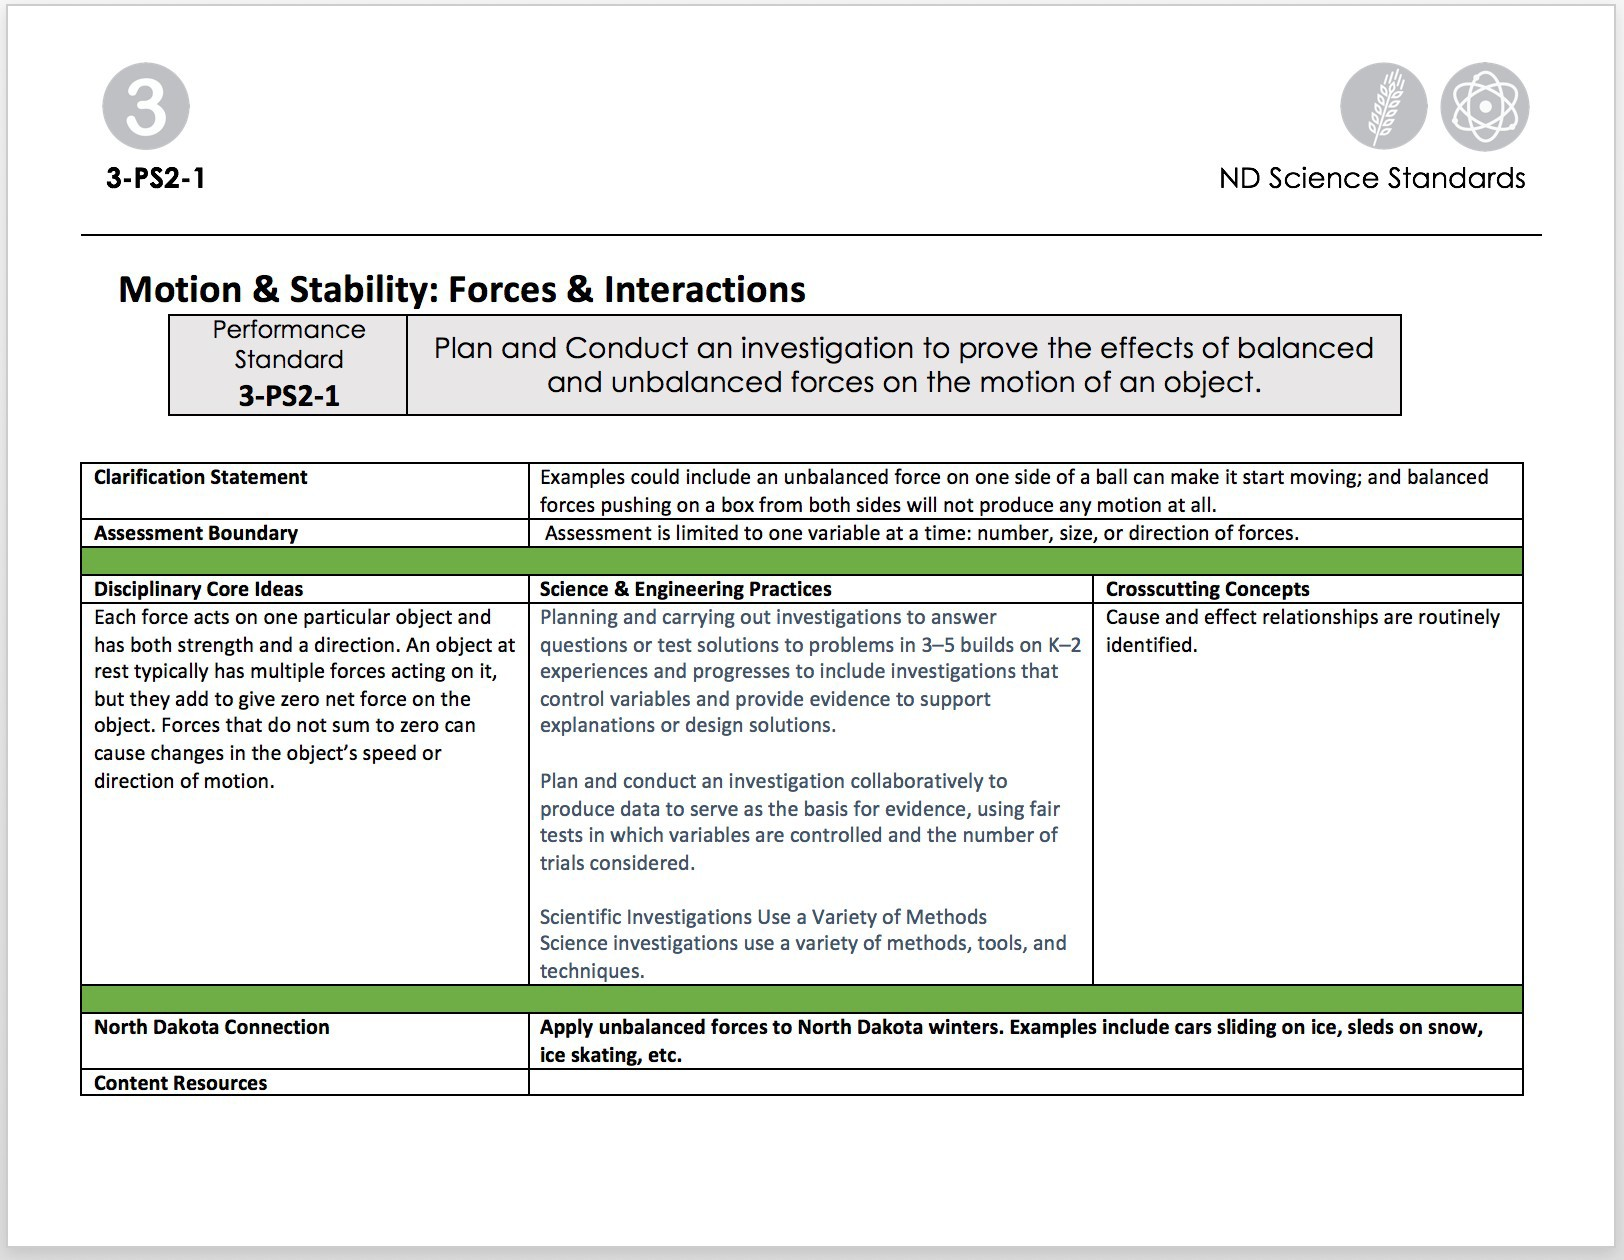 3
3-PS2-1
ND Science Standards
Motion & Stability: Forces & Interactions
Performance
Standard
3-PS2-1
Plan and Conduct an investigation to prove the effects of balanced
and unbalanced forces on the motion of an object.
Clarification Statement
Examples could include an unbalanced force on one side of a ball can make it start moving; and balanced
forces pushing on a box from both sides will not produce any motion at all.
Assessment Boundary
Assessment is limited to one variable at a time: number, size, or direction of forces.
Disciplinary Core Ideas
Science & Engineering Practices
Crosscutting Concepts
Each force acts on one particular object and
has both strength and a direction. An object at
rest typically has multiple forces acting on it,
but they add to give zero net force on the
object. Forces that do not sum to zero can
cause changes in the object’s speed or
direction of motion.
Planning and carrying out investigations to answer
questions or test solutions to problems in 3–5 builds on K–2
experiences and progresses to include investigations that
control variables and provide evidence to support
explanations or design solutions.
Plan and conduct an investigation collaboratively to
produce data to serve as the basis for evidence, using fair
tests in which variables are controlled and the number of
trials considered.
Scientific Investigations Use a Variety of Methods
Science investigations use a variety of methods, tools, and
techniques.
Cause and effect relationships are routinely
identified.
North Dakota Connection
Apply unbalanced forces to North Dakota winters. Examples include cars sliding on ice, sleds on snow,
ice skating, etc.
Content Resources